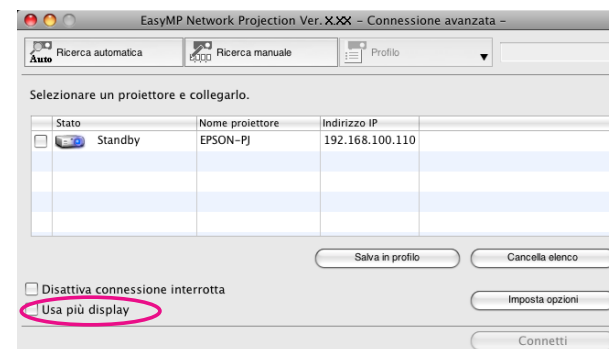 EasyMP Network Projection Ver. X.XX – Connessione avanzata –
Auto Ricerca automatica Ricerca manuale Profilo
Selezionare un proiettore e collegarlo.
Stato Nome proiettore Indirizzo IP
Standby EPSON-PJ 192.168.100.110
Salva in profilo Cancella elenco
Disattiva connessione interrotta
Usa più display
Imposta opzioni
Connetti